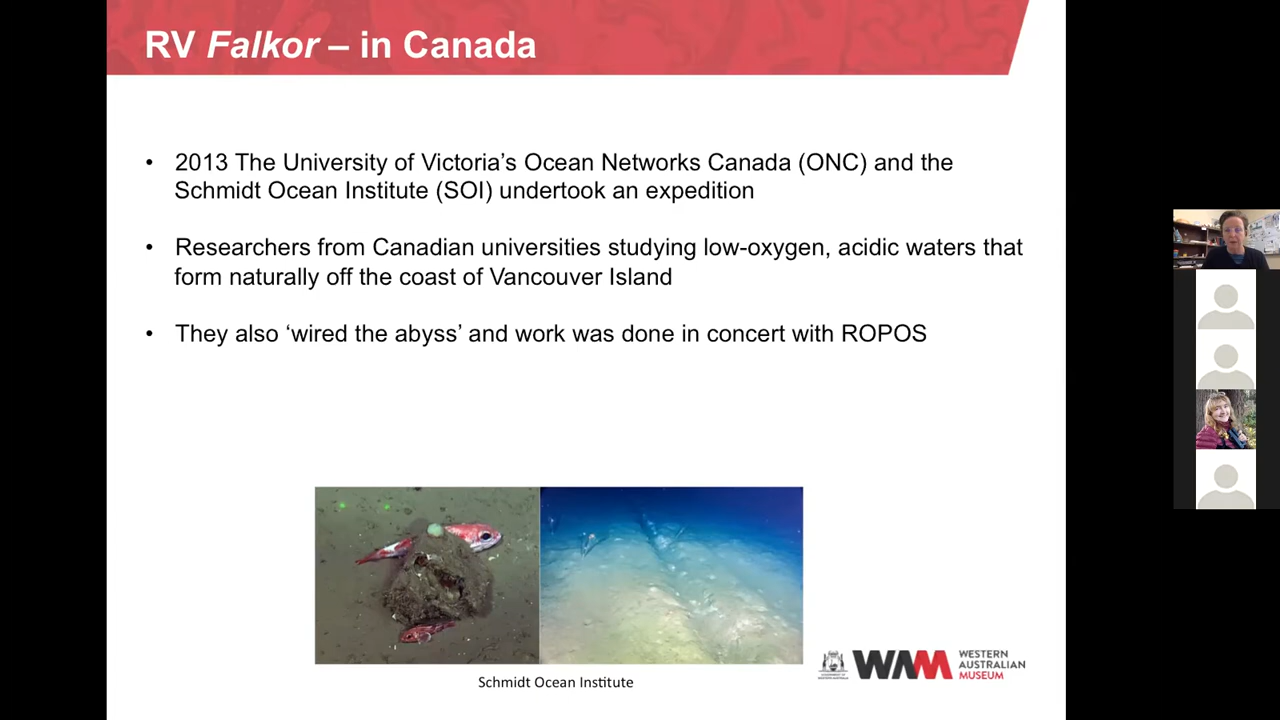 RV Falkor – in Canada
• 2013 The University of Victoria’s Ocean Networks Canada (ONC) and the
Schmidt Ocean Institute (SOI) undertook an expedition
• Researchers from Canadian universities studying low-oxygen, acidic waters that
form naturally off the coast of Vancouver Island
• They also ‘wired the abyss’ and work was done in concert with ROPOS
Schmidt Ocean Institute
WAM
WESTERN
AUSTRALIAN
MUSEUM